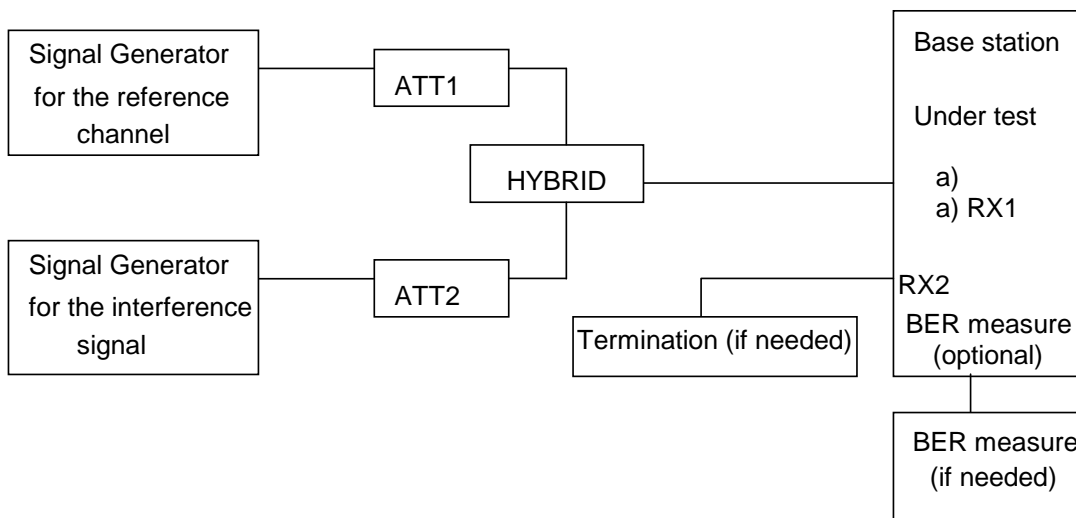 Signal Generator
for the reference
channel
ATT1
HYBRID
Signal Generator
for the interference
signal
ATT2
Termination (if needed)
Base station
Under test
a)
a) RX1
RX2
BER measure
(optional)
BER measure
(if needed)